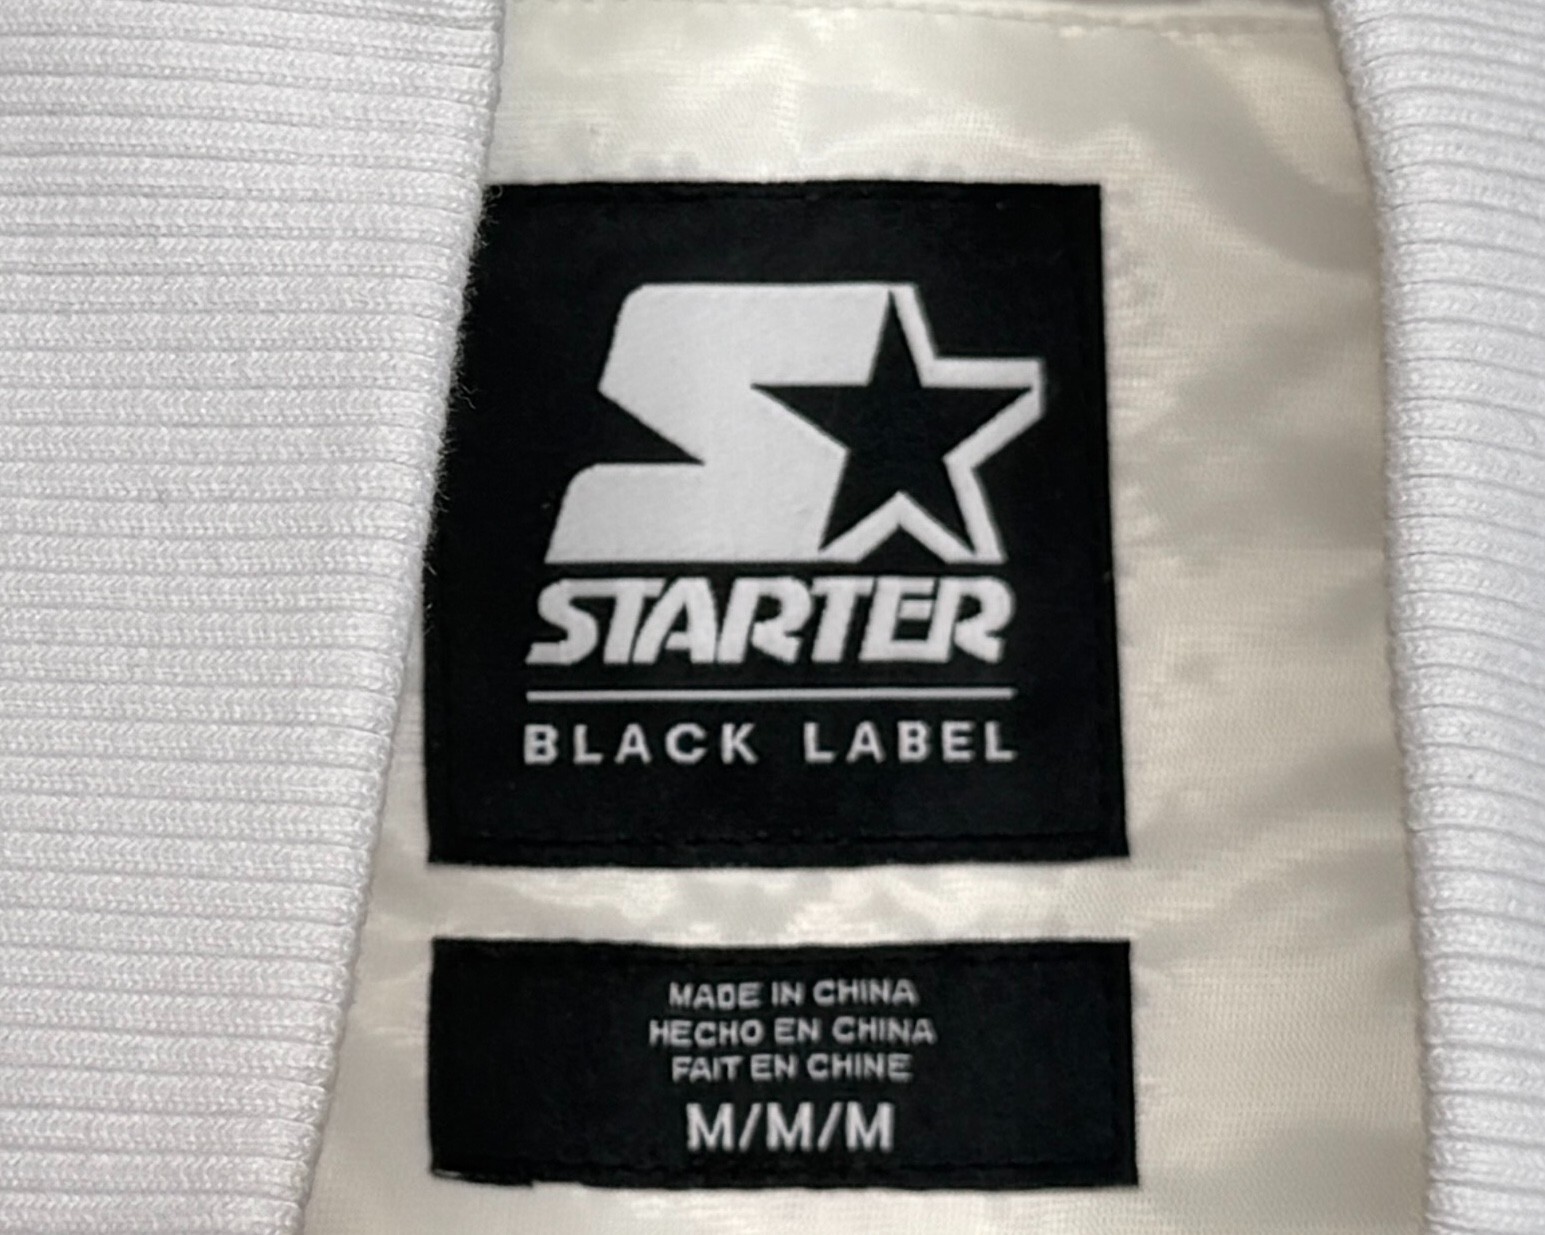 STARTER
BLACK LABEL
MADE IN CHINA
HECHO EN CHINA
FAIT EN CHINE
M/M/M